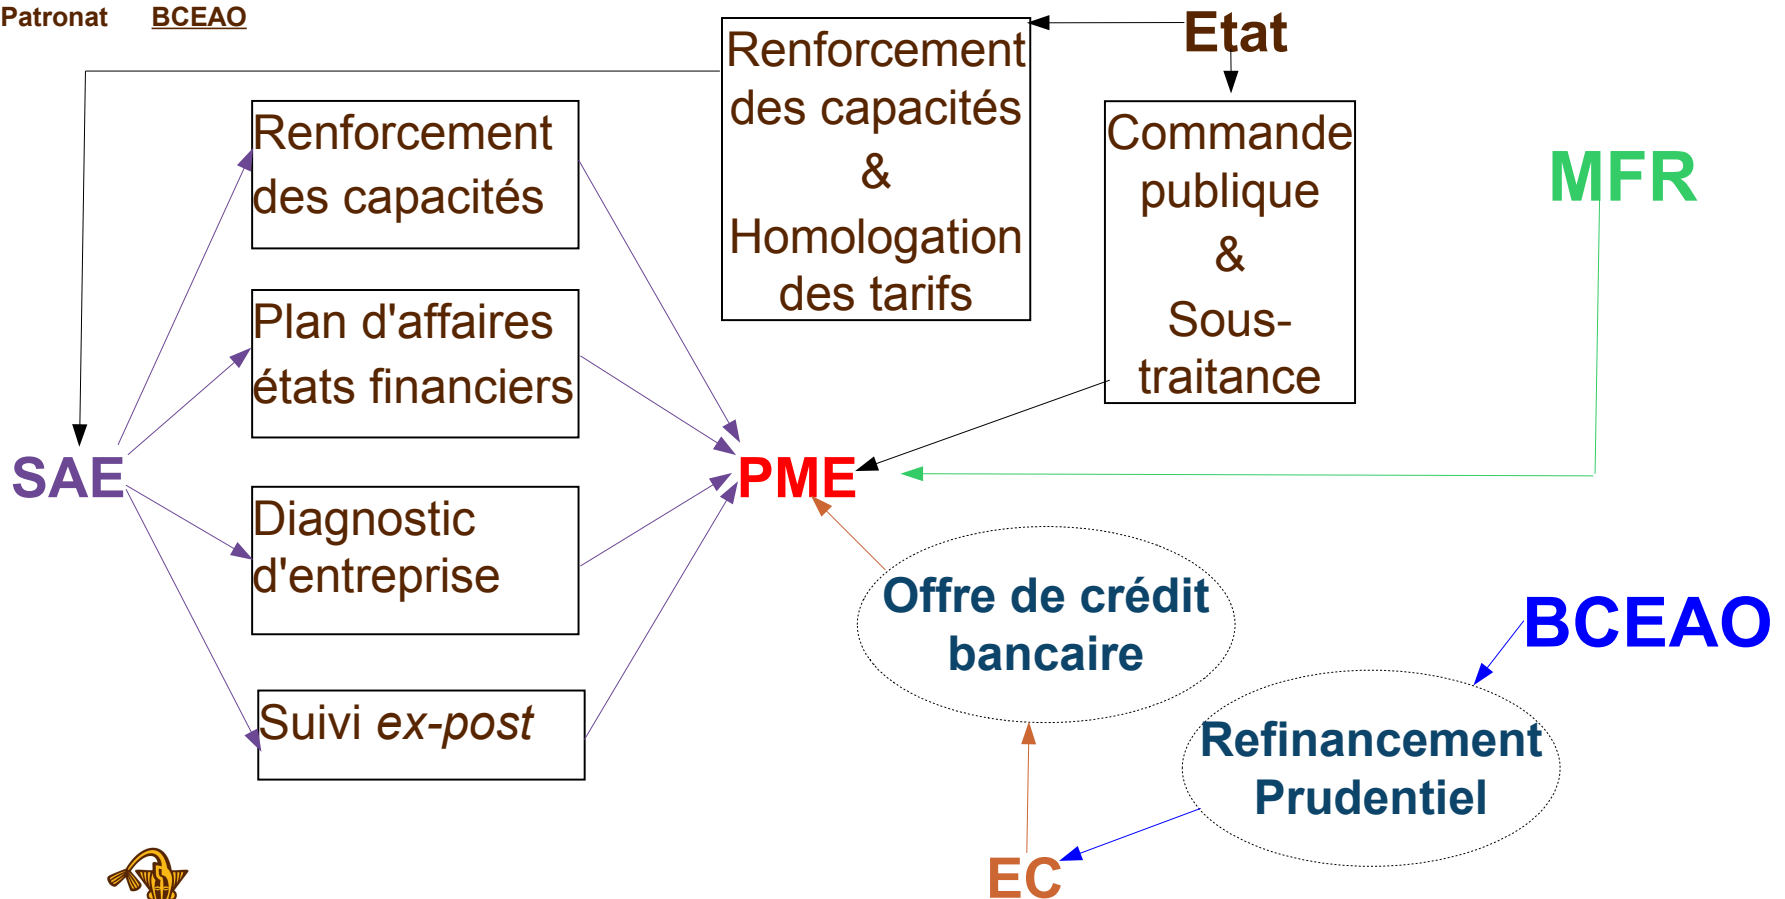 Patronat BCEAO
Etat
Renforcement
des capacités
&
Homologation
des tarifs
Commande
publique
&
Sous-
traitance
MFR
Renforcement
des capacités
Plan d'affaires
états financiers
SAE
PME
Diagnostic
d'entreprise
Suivi ex-post
Offre de crédit
bancaire
BCEAO
Refinancement
Prudentiel
EC